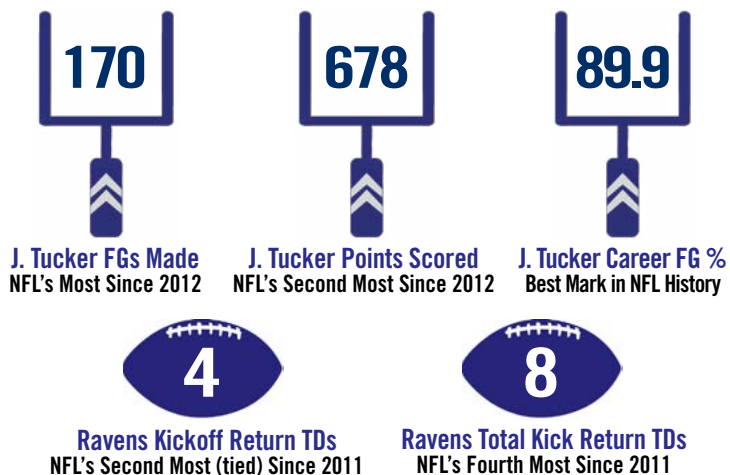 170
678
89.9
J. Tucker FGs Made
NFL's Most Since 2012
J. Tucker Points Scored
NFL's Second Most Since 2012
J. Tucker Career FG %
Best Mark in NFL History
4
8
Ravens Kickoff Return TDs
NFL's Second Most (tied) Since 2011
Ravens Total Kick Return TDs
NFL's Fourth Most Since 2011